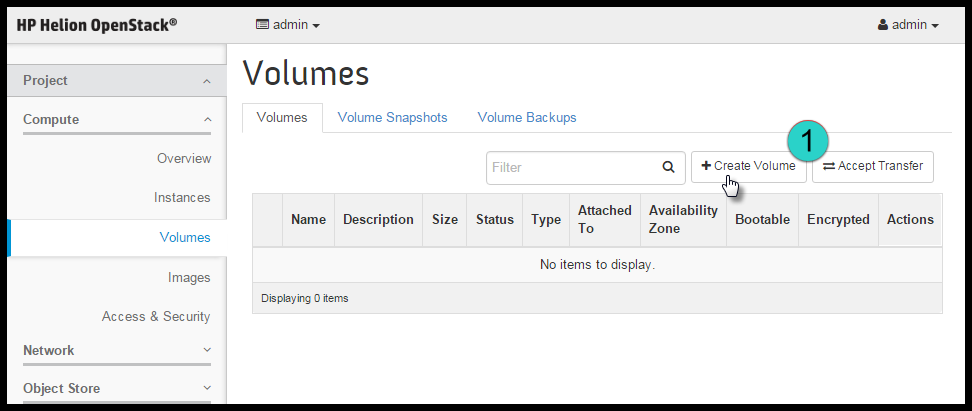 HP Helion OpenStack®
admin
admin
Project
Compute
Overview
Instances
Volumes
Images
Access & Security
Network
Object Store
Volumes
Volumes Volume Snapshots Volume Backups
1
Filter
Create Volume
Accept Transfer
Name Description Size Status Type Attached To Availability Zone Bootable Encrypted Actions
No items to display.
Displaying 0 items